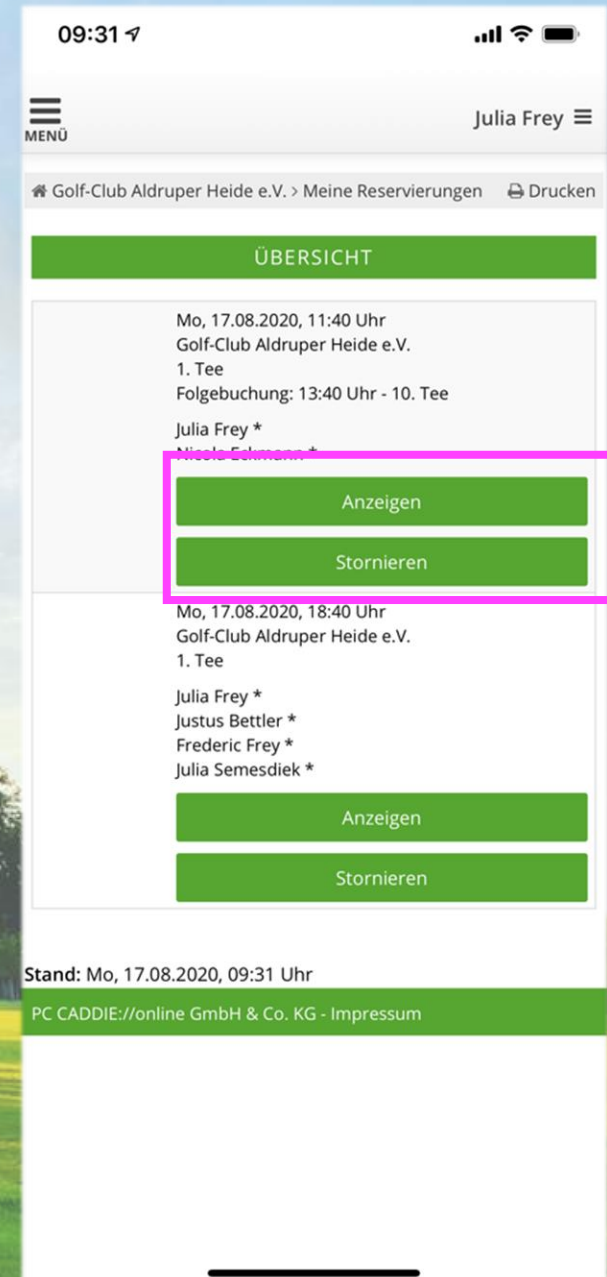 09:31
MENÜ
Julia Frey
Golf-Club Aldruper Heide e.V. > Meine Reservierungen Drucken
ÜBERSICHT
Mo, 17.08.2020, 11:40 Uhr
Golf-Club Aldruper Heide e.V.
1. Tee
Folgebuchung: 13:40 Uhr - 10. Tee
Julia Frey *
Nicola Eckmann *
Anzeigen
Stornieren
Mo, 17.08.2020, 18:40 Uhr
Golf-Club Aldruper Heide e.V.
1. Tee
Julia Frey *
Justus Bettler *
Frederic Frey *
Julia Semesdiek *
Anzeigen
Stornieren
Stand: Mo, 17.08.2020, 09:31 Uhr
PC CADDIE://online GmbH & Co. KG - Impressum